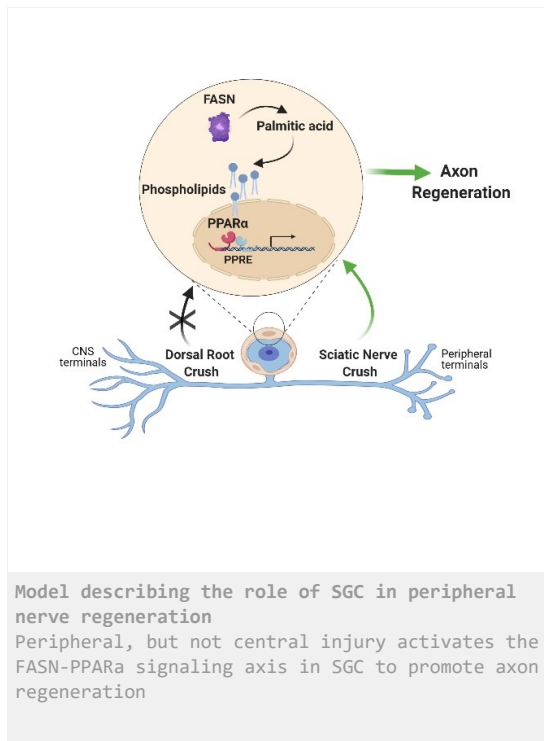 FASN
Palmitic acid
Phospholipids
PPARα
PPRE
Axon
Regeneration
CNS
terminals
Dorsal Root
Crush
Sciatic Nerve
Crush
Peripheral
terminals
Model describing the role of SGC in peripheral
nerve regeneration
Peripheral, but not central injury activates the
FASN-PPARa signaling axis in SGC to promote axon
regeneration